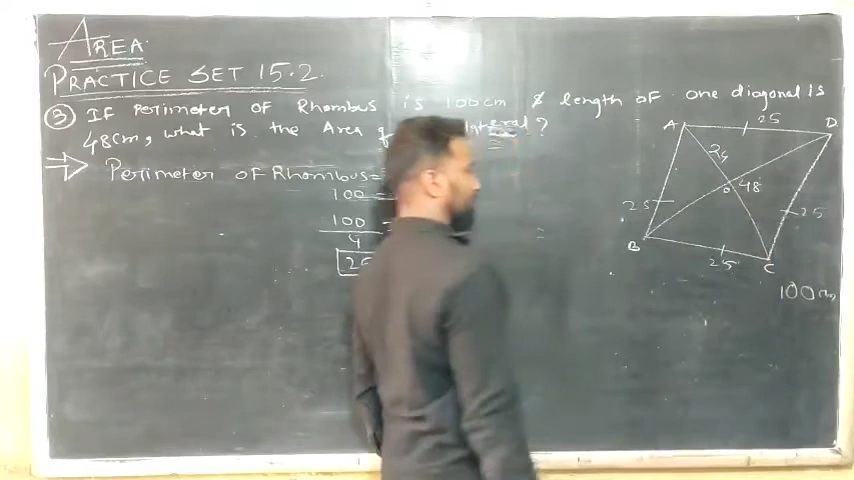 AREA.
PRACTICE SET 15.2.
③ If Perimeter OF Rhombus is 100cm & length OF one diagonal is
48cm, what is the Area ?
⇒ Perimeter OF Rhombus=
100 =
100
4
25
A 25 D
24
O 48
25 25
B
25 C
100cm